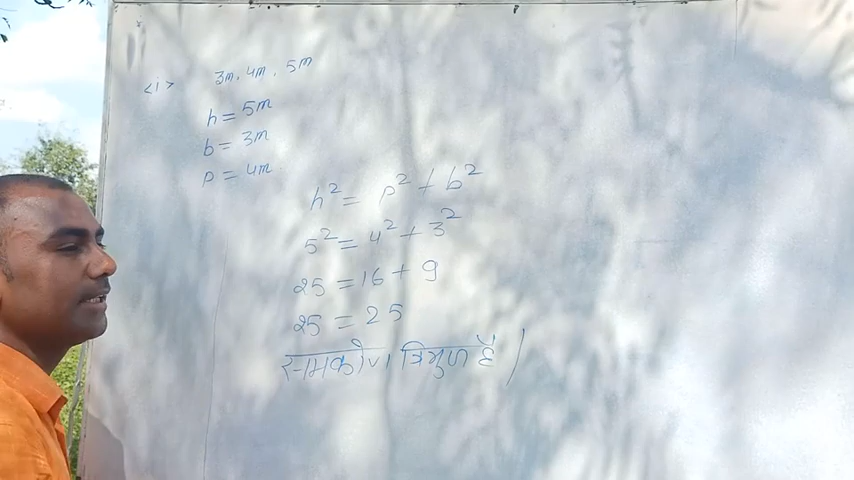 <i> 3m, 4m, 5m
h = 5m
b = 3m
p = 4m
h² = p² + b²
5² = 4² + 3²
25 = 16 + 9
25 = 25
समकोण त्रिभुज है |